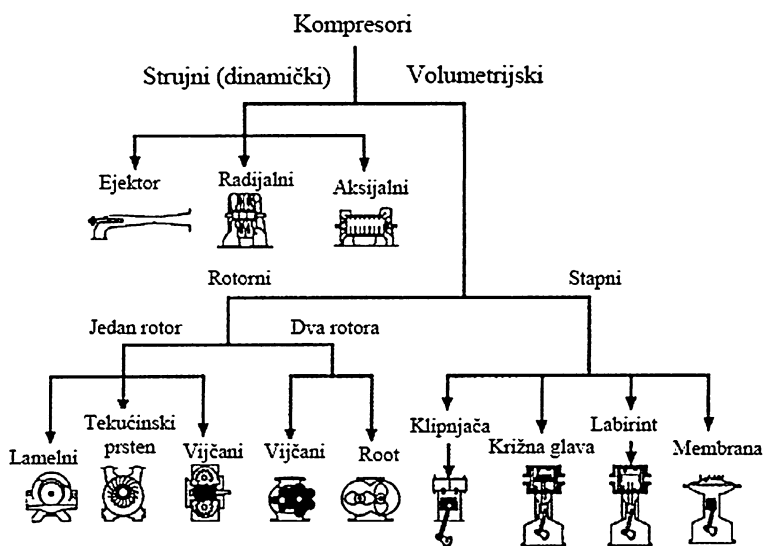 Kompresori
Strujni (dinamički)
Volumetrijski
Ejektor
Radijalni
Aksijalni
Rotorni
Stapni
Jedan rotor
Dva rotora
Lamelni
Tekućinski
prsten
Vijčani
Vijčani
Root
Klipnjača
Križna glava
Labirint
Membrana